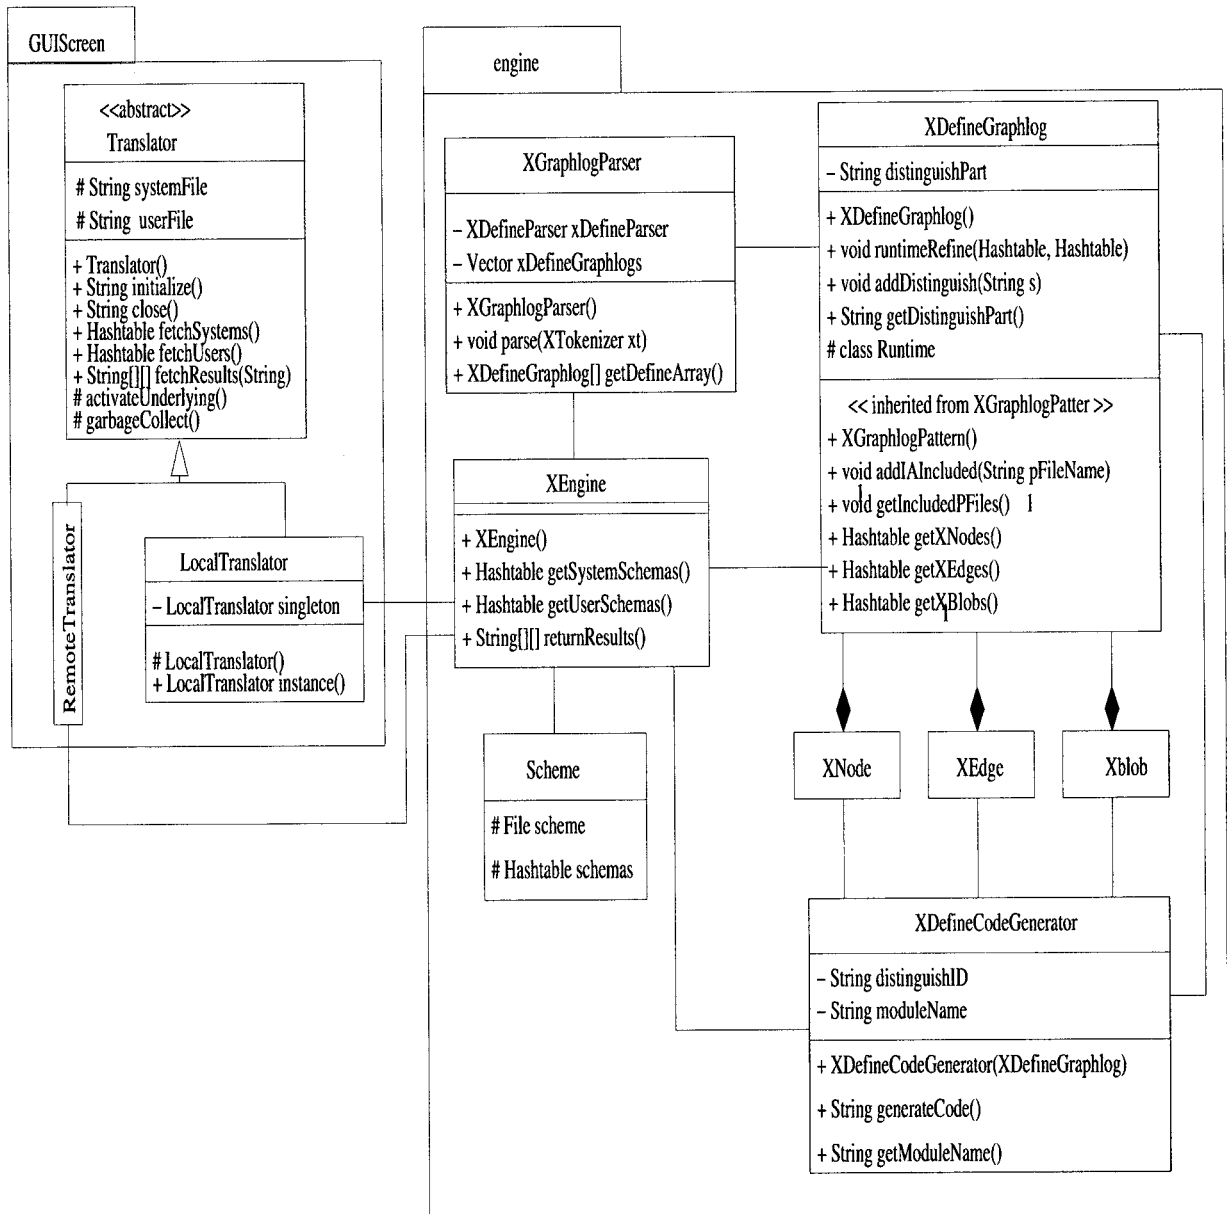 GUIScreen
<<abstract>>
Translator
# String systemFile
# String userFile
+ Translator()
+ String initialize()
+ String close()
+ Hashtable fetchSystems()
+ Hashtable fetchUsers()
+ String[][] fetchResults(String)
# activateUnderlying()
# garbageCollect()
RemoteTranslator
LocalTranslator
– LocalTranslator singleton
# LocalTranslator()
+ LocalTranslator instance()
engine
XGraphlogParser
– XDefineParser xDefineParser
– Vector xDefineGraphlogs
+ XGraphlogParser()
+ void parse(XTokenizer xt)
+ XDefineGraphlog[] getDefineArray()
XEngine
+ XEngine()
+ Hashtable getSystemSchemas()
+ Hashtable getUserSchemas()
+ String[][] returnResults()
Scheme
# File scheme
# Hashtable schemas
XDefineGraphlog
– String distinguishPart
+ XDefineGraphlog()
+ void runtimeRefine(Hashtable, Hashtable)
+ void addDistinguish(String s)
+ String getDistinguishPart()
# class Runtime
<< inherited from XGraphlogPatter >>
+ XGraphlogPattern()
+ void addIAIncluded(String pFileName)
+ void getIncludedPFiles()
1
1
+ Hashtable getXNodes()
+ Hashtable getXEdges()
+ Hashtable getXBlobs()
1
XNode
XEdge
Xblob
XDefineCodeGenerator
– String distinguishID
– String moduleName
+ XDefineCodeGenerator(XDefineGraphlog)
+ String generateCode()
+ String getModuleName()